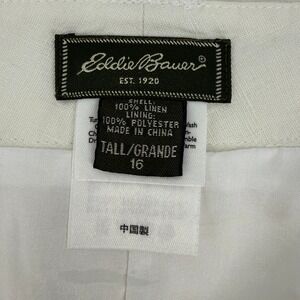 Eddie Bauer®
EST. 1920
SHELL:
100% LINEN
LINING:
100% POLYESTER
MADE IN CHINA
TALL/GRANDE
16
中国製